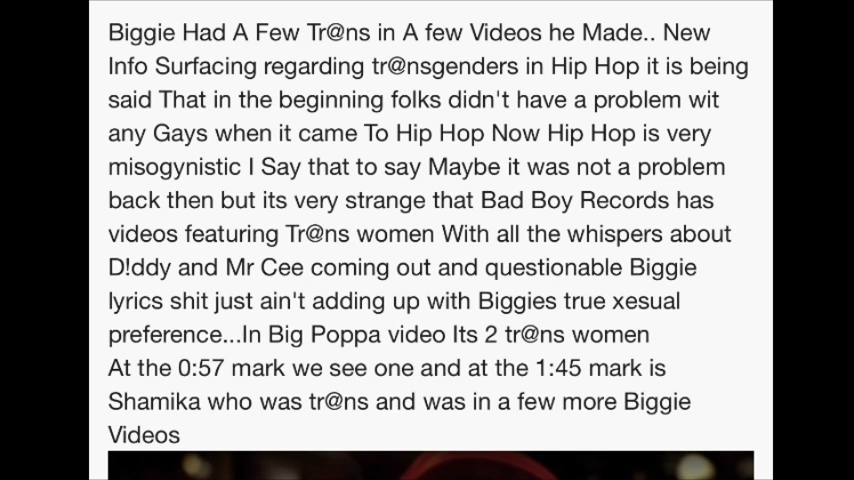 Biggie Had A Few Tr@ns in A few Videos he Made.. New
Info Surfacing regarding tr@nsgenders in Hip Hop it is being
said That in the beginning folks didn't have a problem wit
any Gays when it came To Hip Hop Now Hip Hop is very
misogynistic I Say that to say Maybe it was not a problem
back then but its very strange that Bad Boy Records has
videos featuring Tr@ns women With all the whispers about
D!ddy and Mr Cee coming out and questionable Biggie
lyrics shit just ain't adding up with Biggies true xesual
preference...In Big Poppa video Its 2 tr@ns women
At the 0:57 mark we see one and at the 1:45 mark is
Shamika who was tr@ns and was in a few more Biggie
Videos